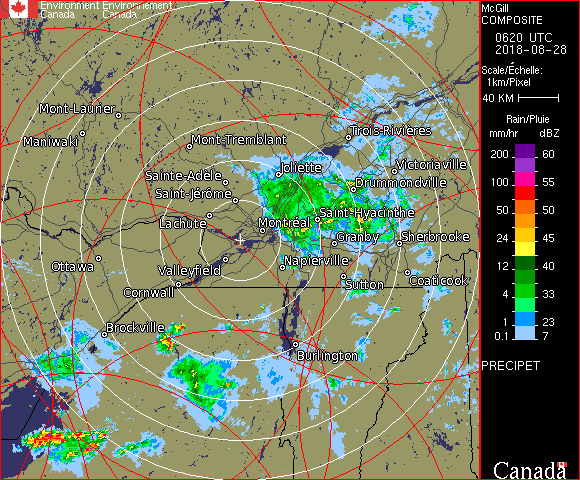 Environment Environnement
Canada Canada
McGill
COMPOSITE
0620 UTC
2018-08-28
Scale/Échelle:
1km/Pixel
40 KM
Rain/Pluie
mm/hr dBZ
200 60
100 55
50 50
24 45
12 40
4 33
1 23
0.1 7
PRECIPET
Canada
Mont-Laurier
Maniwaki
Mont-Tremblant
Trois-Rivières
Joliette
Victoriaville
Sainte-Adèle
Drummondville
Saint-Jérôme
Saint-Hyacinthe
Lachute
Montréal
Granby
Sherbrooke
Ottawa
Valleyfield
Napierville
Cornwall
Sutton
Coaticook
Brockville
Burlington